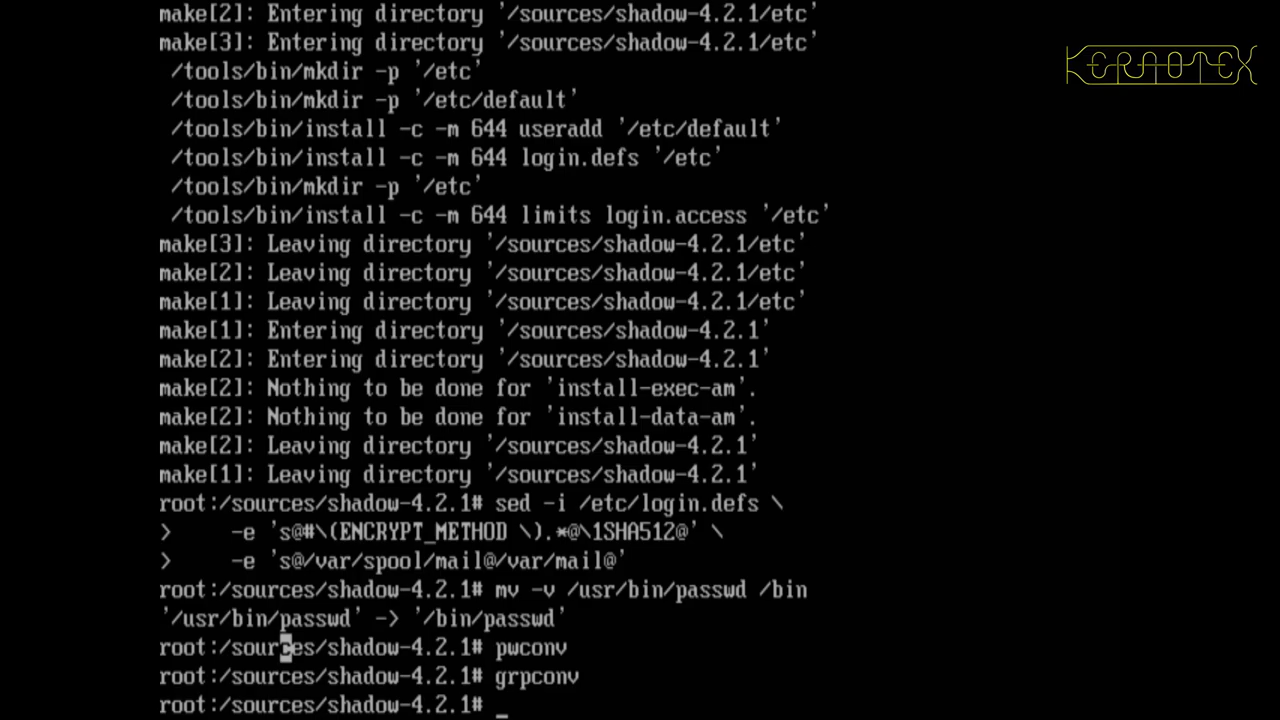 make[2]: Entering directory '/sources/shadow-4.2.1/etc'
make[3]: Entering directory '/sources/shadow-4.2.1/etc'
/tools/bin/mkdir -p '/etc'
/tools/bin/mkdir -p '/etc/default'
/tools/bin/install -c -m 644 useradd '/etc/default'
/tools/bin/install -c -m 644 login.defs '/etc'
/tools/bin/mkdir -p '/etc'
/tools/bin/install -c -m 644 limits login.access '/etc'
make[3]: Leaving directory '/sources/shadow-4.2.1/etc'
make[2]: Leaving directory '/sources/shadow-4.2.1/etc'
make[1]: Leaving directory '/sources/shadow-4.2.1/etc'
make[1]: Entering directory '/sources/shadow-4.2.1'
make[2]: Entering directory '/sources/shadow-4.2.1'
make[2]: Nothing to be done for 'install-exec-am'.
make[2]: Nothing to be done for 'install-data-am'.
make[2]: Leaving directory '/sources/shadow-4.2.1'
make[1]: Leaving directory '/sources/shadow-4.2.1'
root:/sources/shadow-4.2.1# sed -i /etc/login.defs \
>     -e 's@#\(ENCRYPT_METHOD \).*@\1SHA512@' \
>     -e 's@/var/spool/mail@/var/mail@'
root:/sources/shadow-4.2.1# mv -v /usr/bin/passwd /bin
'/usr/bin/passwd' -> '/bin/passwd'
root:/sources/shadow-4.2.1# pwconv
root:/sources/shadow-4.2.1# grpconv
root:/sources/shadow-4.2.1# _
KERNOTEX